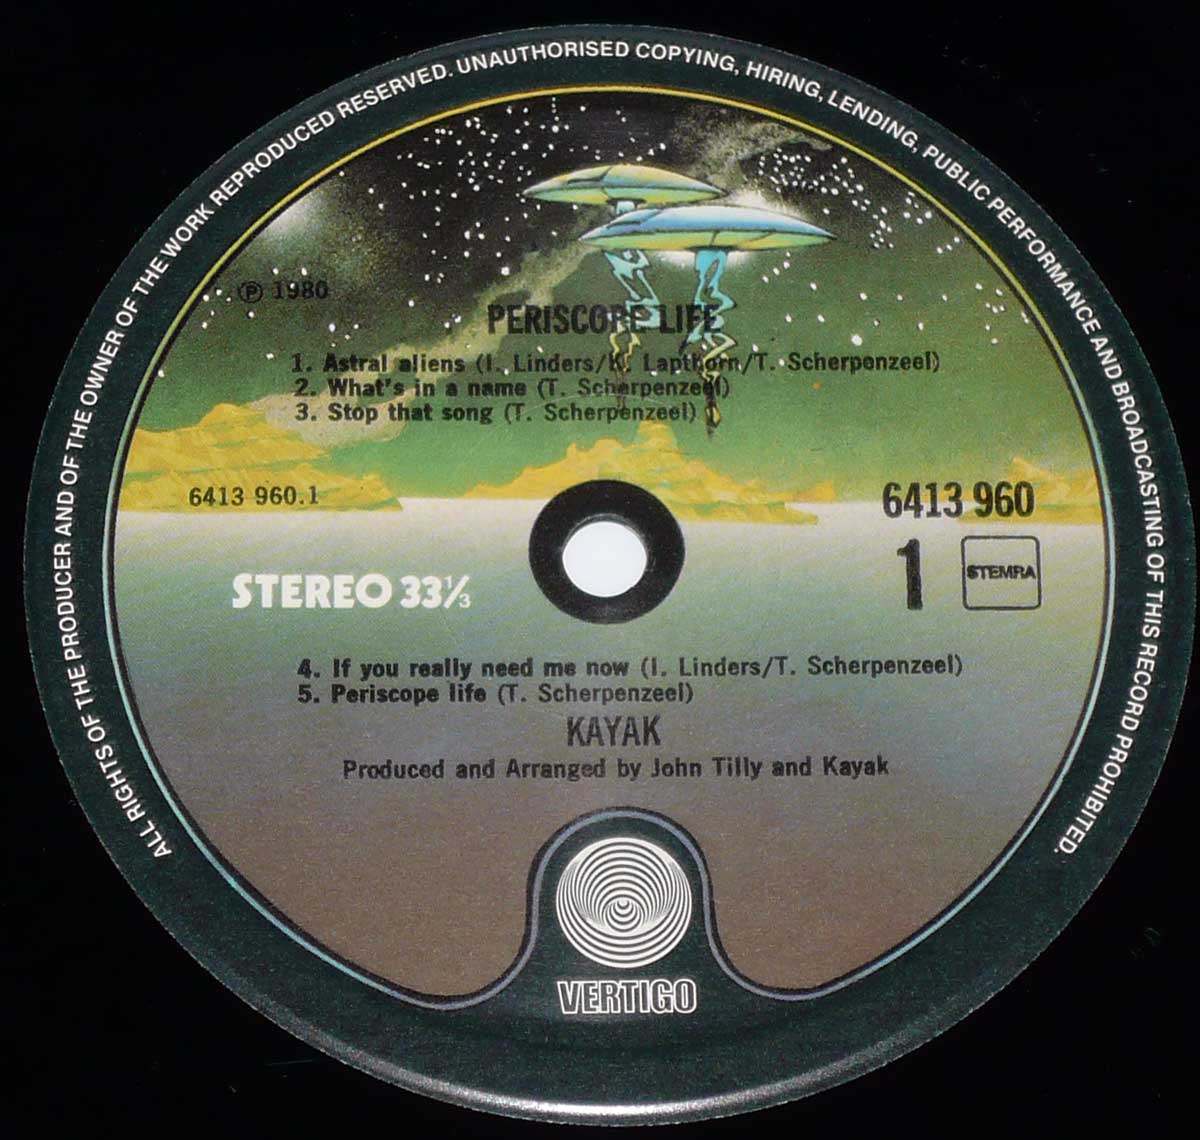 ALL RIGHTS OF THE PRODUCER AND OF THE OWNER OF THE WORK REPRODUCED RESERVED. UNAUTHORISED COPYING, HIRING, LENDING, PUBLIC PERFORMANCE AND BROADCASTING OF THIS RECORD PROHIBITED.
℗ 1980
PERISCOPE LIFE
1. Astral aliens (I. Linders/K. Lapthorn/T. Scherpenzeel)
2. What's in a name (T. Scherpenzeel)
3. Stop that song (T. Scherpenzeel)
6413 960.1
6413 960
STEREO 33⅓
1
STEMRA
4. If you really need me now (I. Linders/T. Scherpenzeel)
5. Periscope life (T. Scherpenzeel)
KAYAK
Produced and Arranged by John Tilly and Kayak
VERTIGO